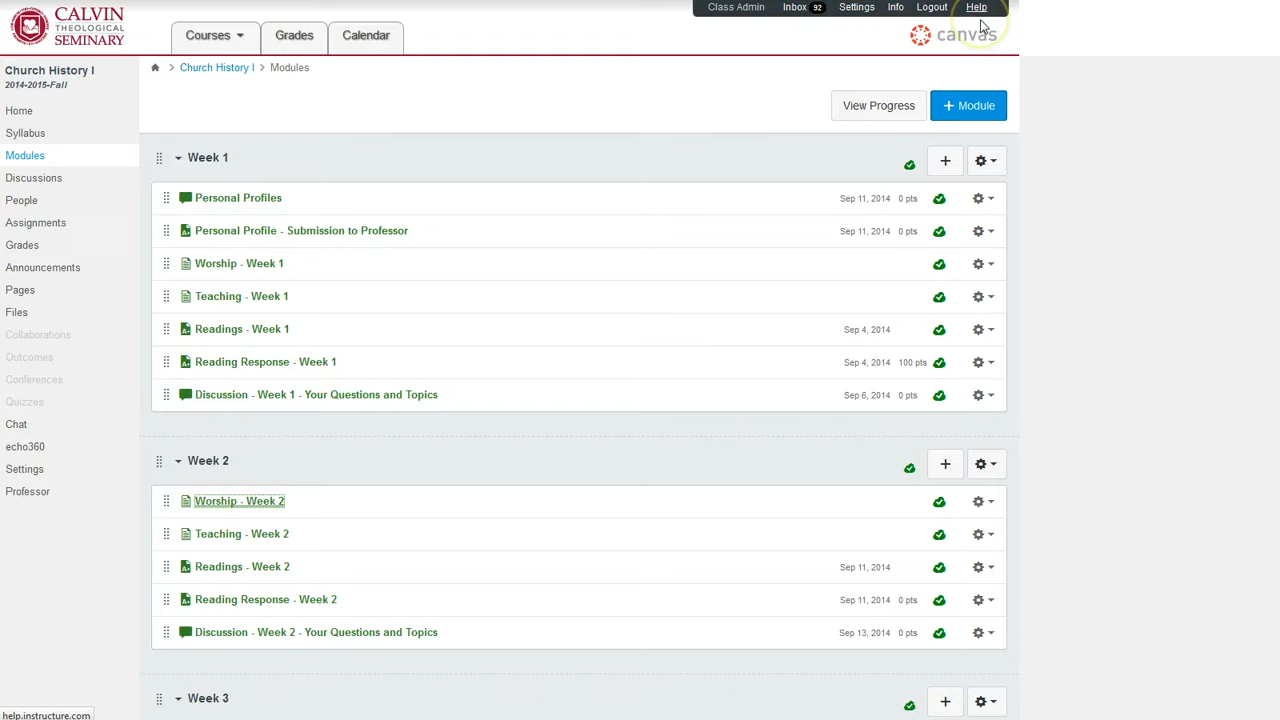 CALVIN
THEOLOGICAL
SEMINARY
Courses
Grades
Calendar
Class Admin Inbox 92 Settings Info Logout Help
canvas
Church History I
2014-2015-Fall
Home
Syllabus
Modules
Discussions
People
Assignments
Grades
Announcements
Pages
Files
Collaborations
Outcomes
Conferences
Quizzes
Chat
echo360
Settings
Professor
Church History I > Modules
View Progress
+ Module
Week 1
Personal Profiles Sep 11, 2014 0 pts
Personal Profile - Submission to Professor Sep 11, 2014 0 pts
Worship - Week 1
Teaching - Week 1
Readings - Week 1 Sep 4, 2014
Reading Response - Week 1 Sep 4, 2014 100 pts
Discussion - Week 1 - Your Questions and Topics Sep 6, 2014 0 pts
Week 2
Worship - Week 2
Teaching - Week 2
Readings - Week 2 Sep 11, 2014
Reading Response - Week 2 Sep 11, 2014 0 pts
Discussion - Week 2 - Your Questions and Topics Sep 13, 2014 0 pts
Week 3
help.instructure.com